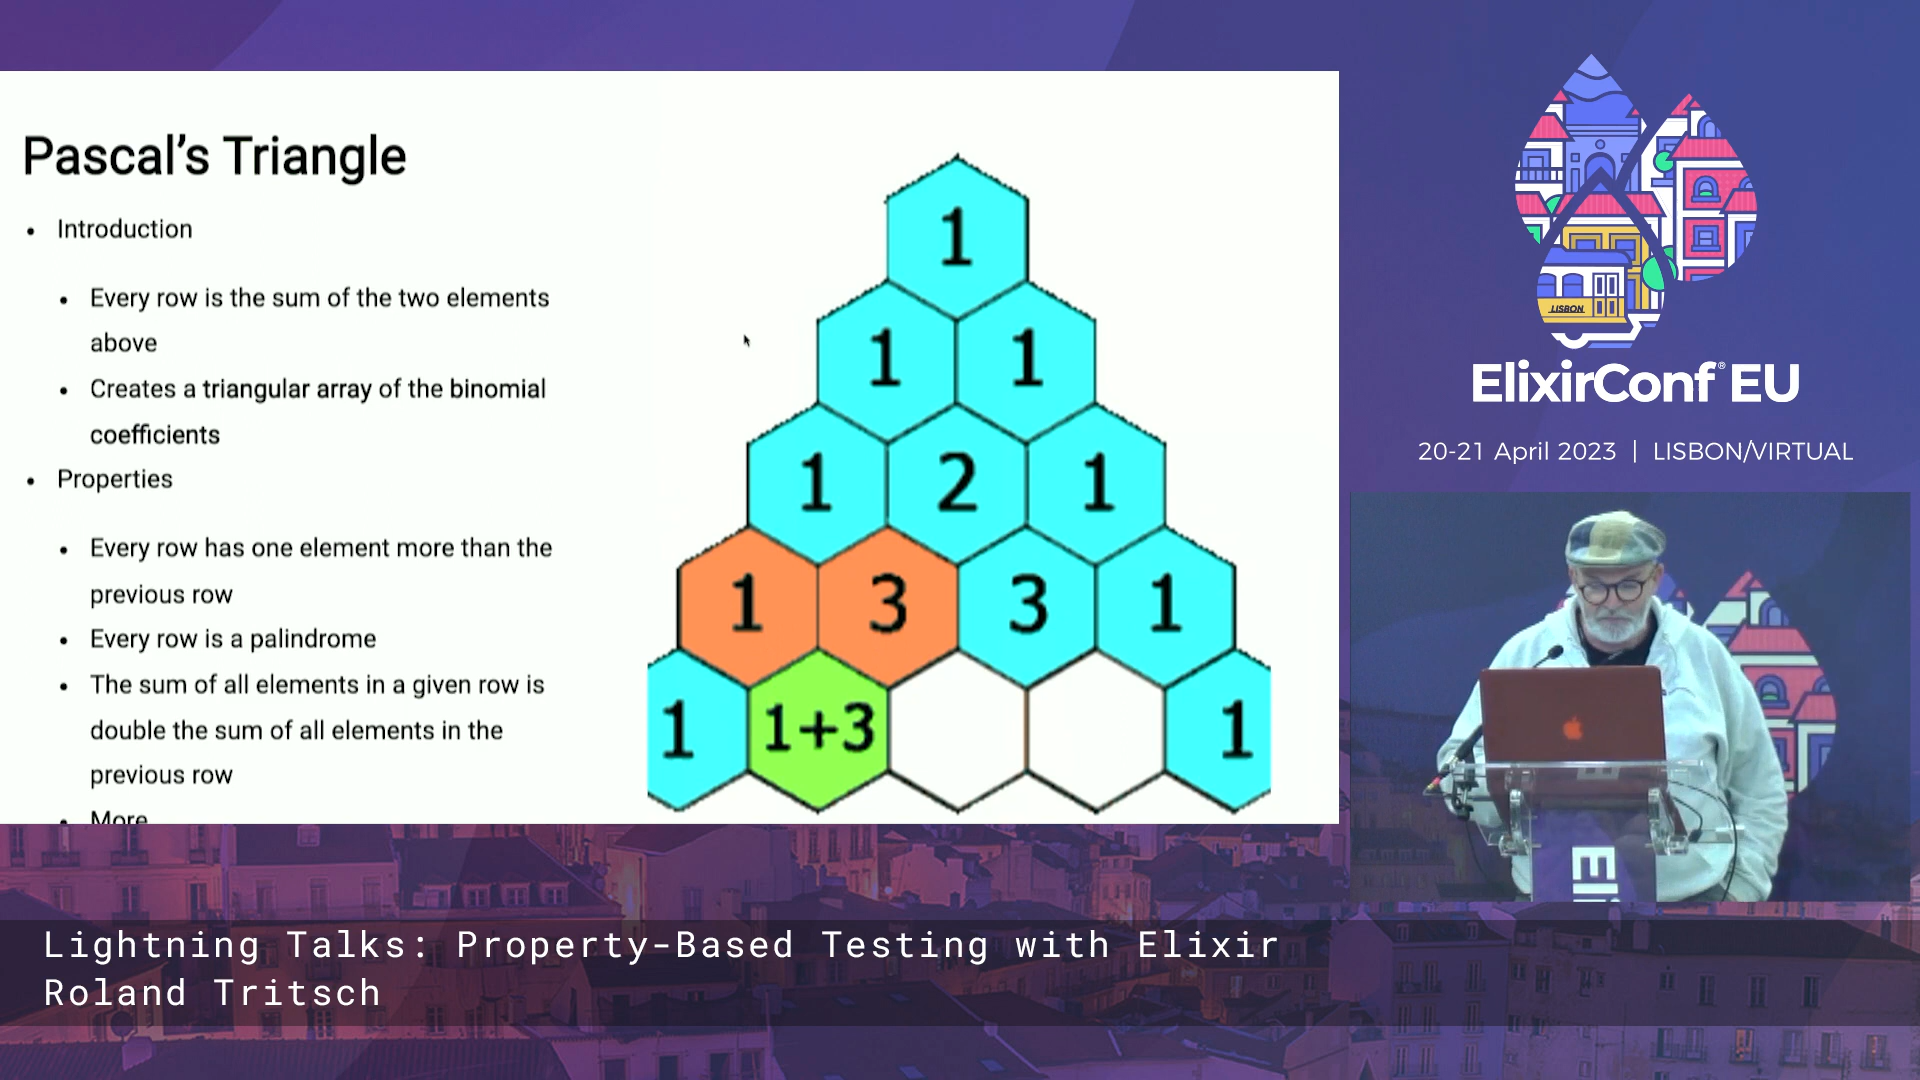 Pascal's Triangle
• Introduction
• Every row is the sum of the two elements
above
• Creates a triangular array of the binomial
coefficients
• Properties
• Every row has one element more than the
previous row
• Every row is a palindrome
• The sum of all elements in a given row is
double the sum of all elements in the
previous row
• More
1
1 1
1 2 1
1 3 3 1
1 1+3 1
LISBON
ElixirConf® EU
20-21 April 2023 | LISBON/VIRTUAL
Eli
Lightning Talks: Property-Based Testing with Elixir
Roland Tritsch